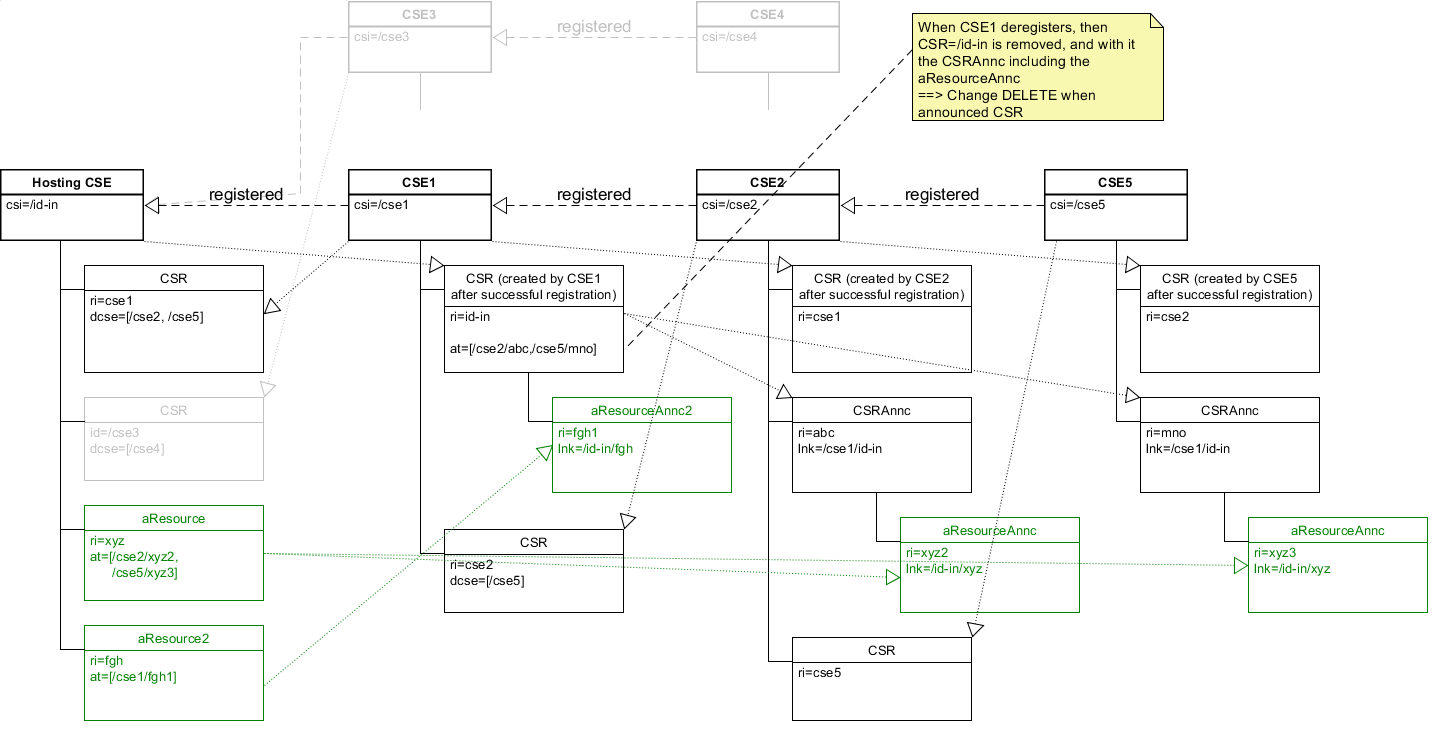 CSE3
csi=/cse3
registered
CSE4
csi=/cse4
When CSE1 deregisters, then
CSR=/id-in is removed, and with it
the CSRAnnc including the
aResourceAnnc
==> Change DELETE when
announced CSR
Hosting CSE
csi=/id-in
registered
CSE1
csi=/cse1
registered
CSE2
csi=/cse2
registered
CSE5
csi=/cse5
CSR
ri=cse1
dcse=[/cse2, /cse5]
CSR (created by CSE1
after successful registration)
ri=id-in
at=[/cse2/abc,/cse5/mno]
CSR (created by CSE2
after successful registration)
ri=cse1
CSR (created by CSE5
after successful registration)
ri=cse2
CSR
id=/cse3
dcse=[/cse4]
aResourceAnnc2
ri=fgh1
lnk=/id-in/fgh
CSRAnnc
ri=abc
lnk=/cse1/id-in
CSRAnnc
ri=mno
lnk=/cse1/id-in
aResource
ri=xyz
at=[/cse2/xyz2,
/cse5/xyz3]
CSR
ri=cse2
dcse=[/cse5]
aResourceAnnc
ri=xyz2
lnk=/id-in/xyz
aResourceAnnc
ri=xyz3
lnk=/id-in/xyz
aResource2
ri=fgh
at=[/cse1/fgh1]
CSR
ri=cse5